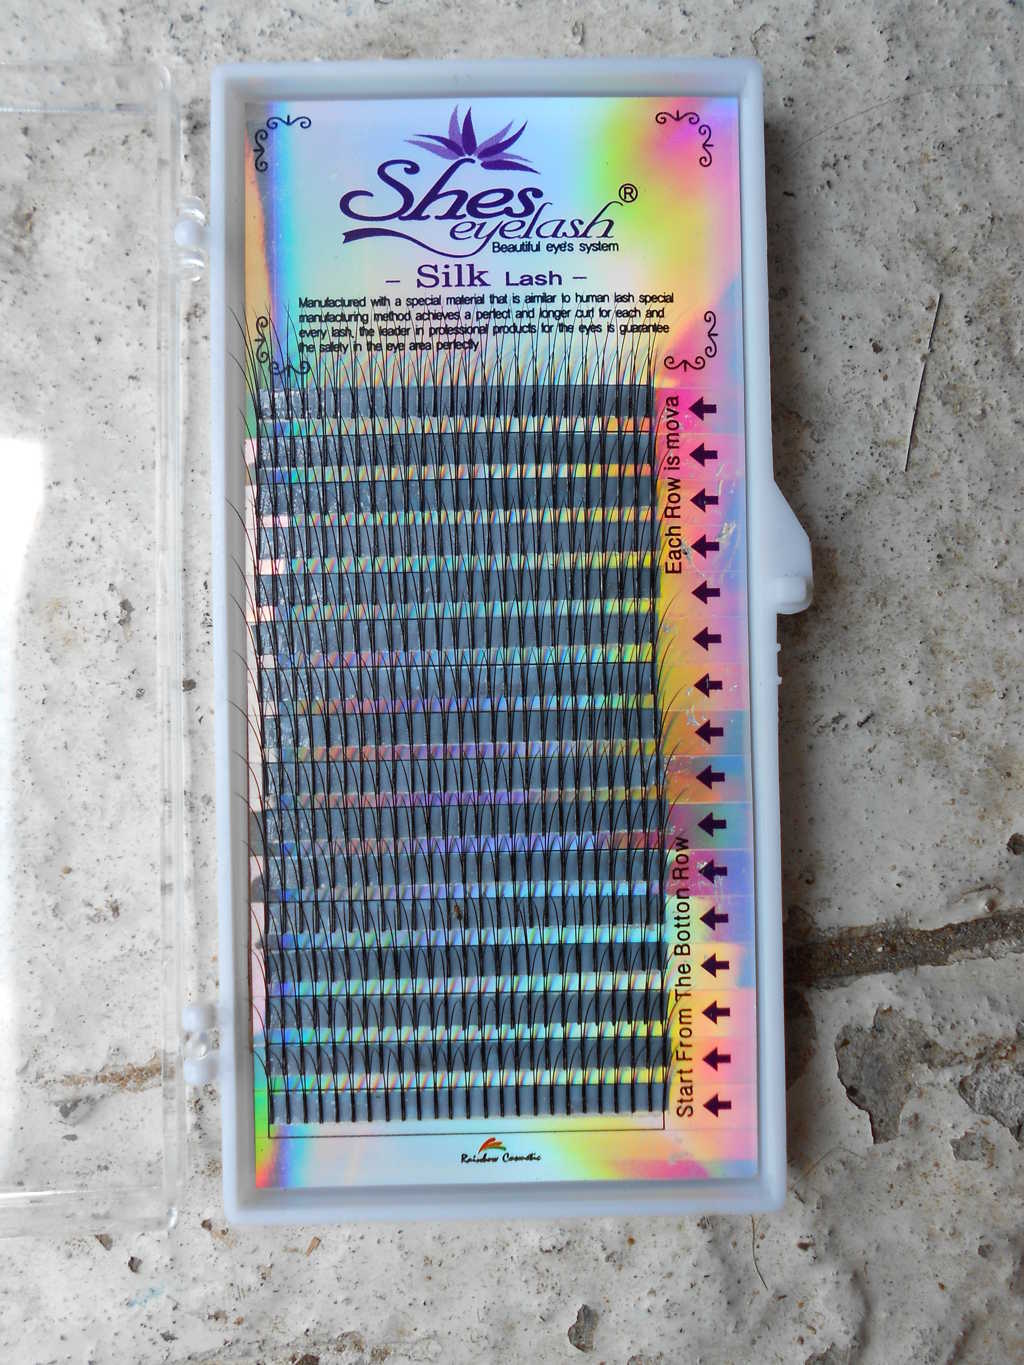 Shes ®
eyelash
Beautiful eye's system
- Silk Lash -
Manufactured with a special material that is aimilar to human lash special
manufacturing method achieves a perfect and longer curl for each and
every lash, the leader in professional products for the eyes is guarantee
the safety in the eye area perfectly
Each Row is mova
Start From The Botton Row
Rainbow Cosmetic